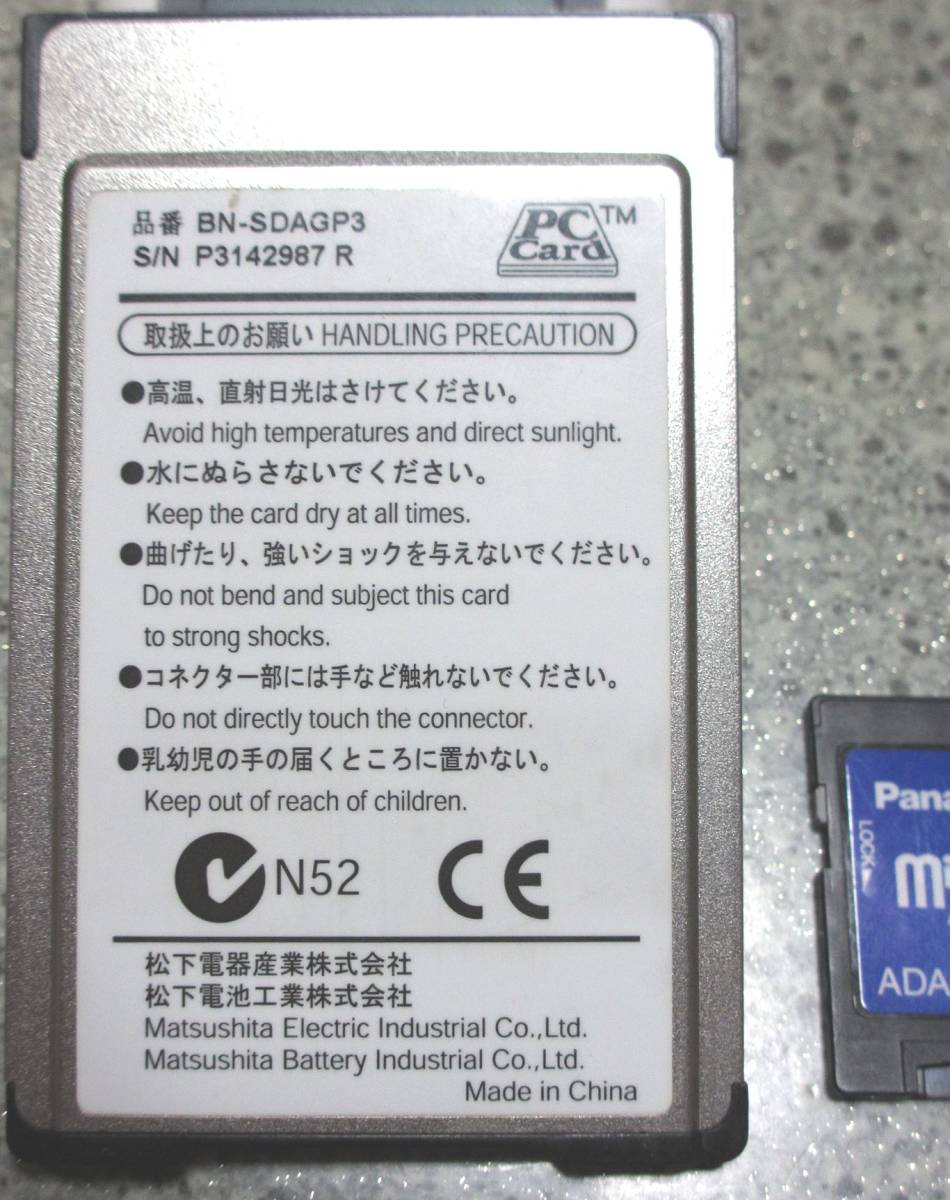 品番 BN-SDAGP3
S/N P3142987 R
PC Card TM
取扱上のお願い HANDLING PRECAUTION
●高温、直射日光はさけてください。
Avoid high temperatures and direct sunlight.
●水にぬらさないでください。
Keep the card dry at all times.
●曲げたり、強いショックを与えないでください。
Do not bend and subject this card
to strong shocks.
●コネクター部には手など触れないでください。
Do not directly touch the connector.
●乳幼児の手の届くところに置かない。
Keep out of reach of children.
N52 CE
松下電器産業株式会社
松下電池工業株式会社
Matsushita Electric Industrial Co.,Ltd.
Matsushita Battery Industrial Co.,Ltd.
Made in China
LOCK